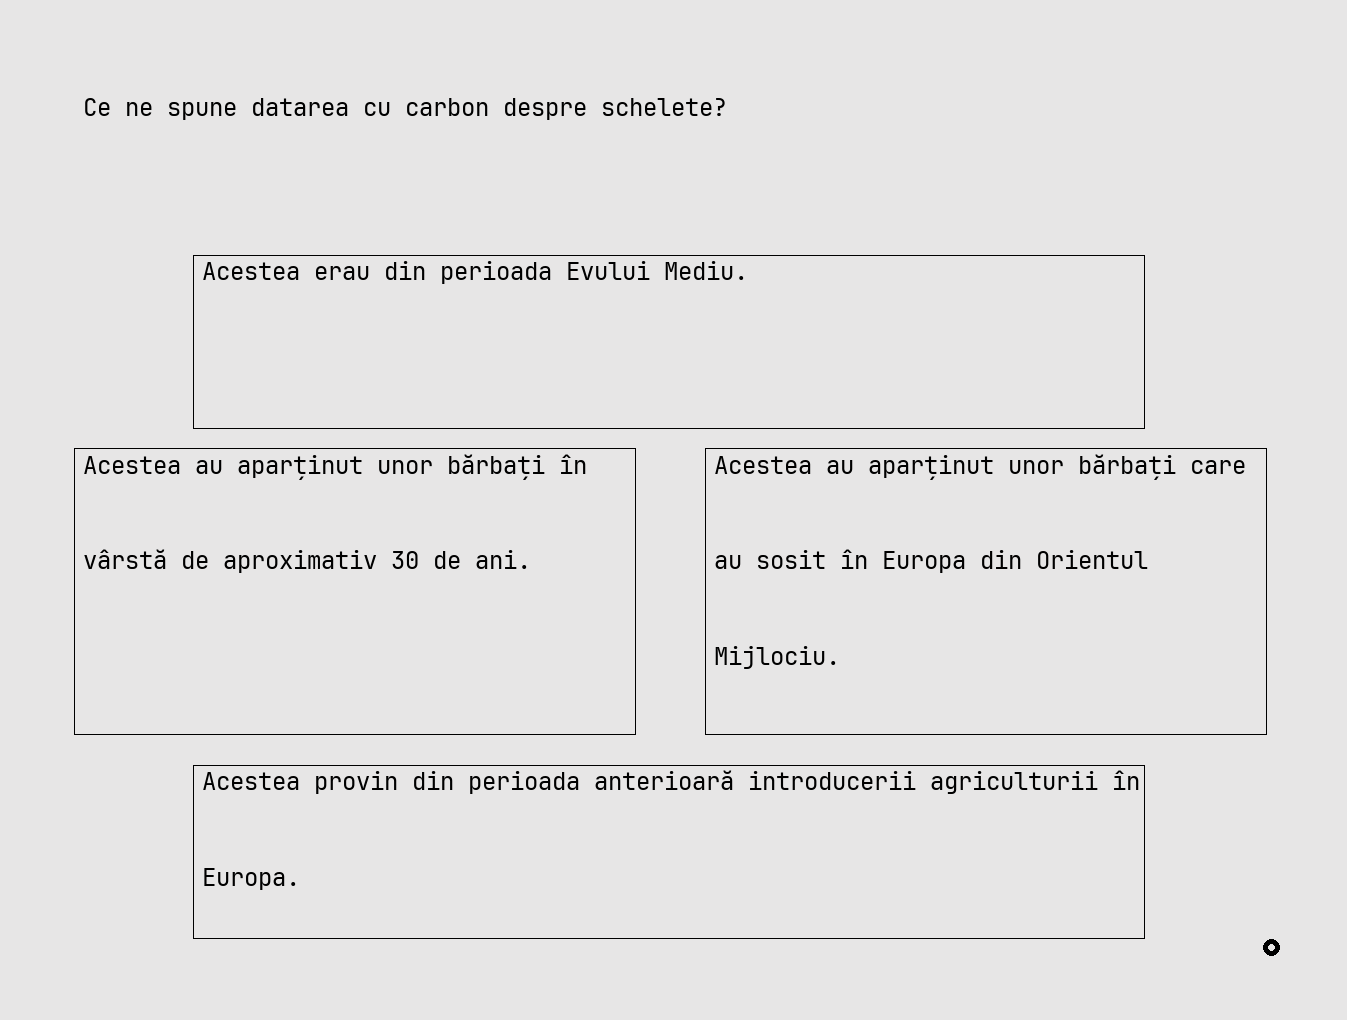 Ce ne spune datarea cu carbon despre schelete?
Acestea erau din perioada Evului Mediu.
Acestea au aparținut unor bărbați în
vârstă de aproximativ 30 de ani.
Acestea au aparținut unor bărbați care
au sosit în Europa din Orientul
Mijlociu.
Acestea provin din perioada anterioară introducerii agriculturii în
Europa.